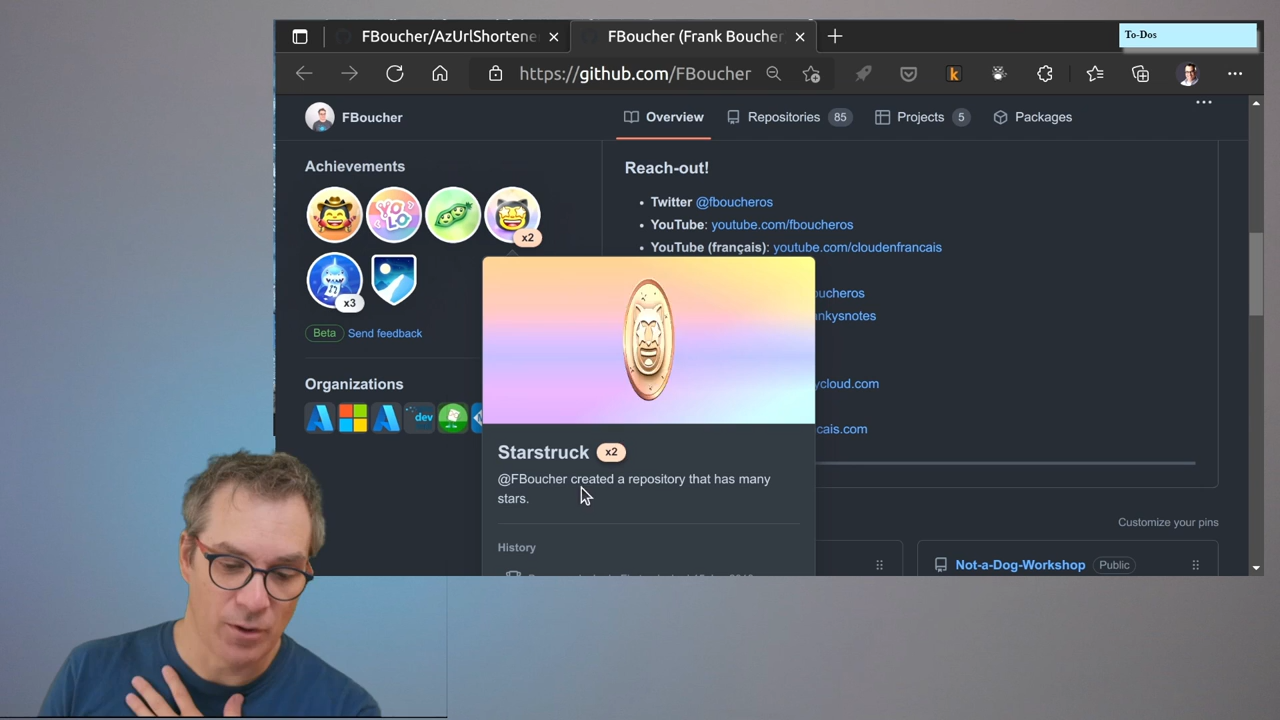 FBoucher/AzUrlShortene
FBoucher (Frank Boucher
To-Dos
https://github.com/FBoucher
FBoucher
Overview
Repositories 85
Projects 5
Packages
Achievements
YOLO
x2
x3
Beta Send feedback
Organizations
dev
Reach-out!
Twitter @fboucheros
YouTube: youtube.com/fboucheros
YouTube (français): youtube.com/cloudenfrancais
oucheros
nkysnotes
ycloud.com
cais.com
Starstruck x2
@FBoucher created a repository that has many
stars.
History
Customize your pins
Not-a-Dog-Workshop Public